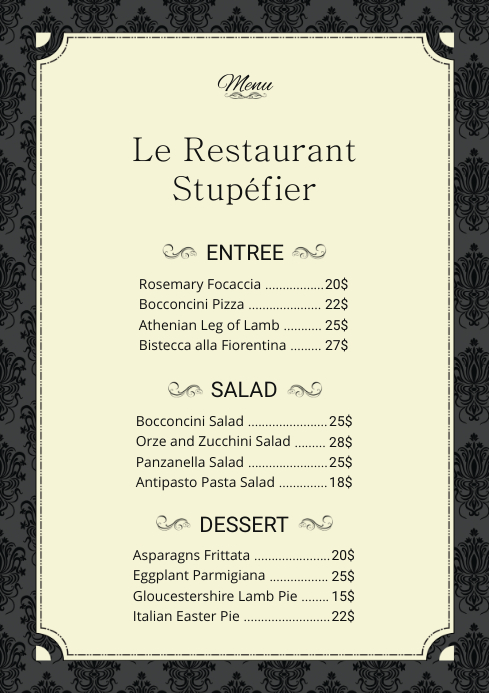 Menu
Le Restaurant
Stupéfier
ENTREE
Rosemary Focaccia ................20$
Bocconcini Pizza .................... 22$
Athenian Leg of Lamb .......... 25$
Bistecca alla Fiorentina ........ 27$
SALAD
Bocconcini Salad ......................25$
Orze and Zucchini Salad ........ 28$
Panzanella Salad ......................25$
Antipasto Pasta Salad .............18$
DESSERT
Asparagns Frittata .....................20$
Eggplant Parmigiana ................ 25$
Gloucestershire Lamb Pie ....... 15$
Italian Easter Pie ........................22$